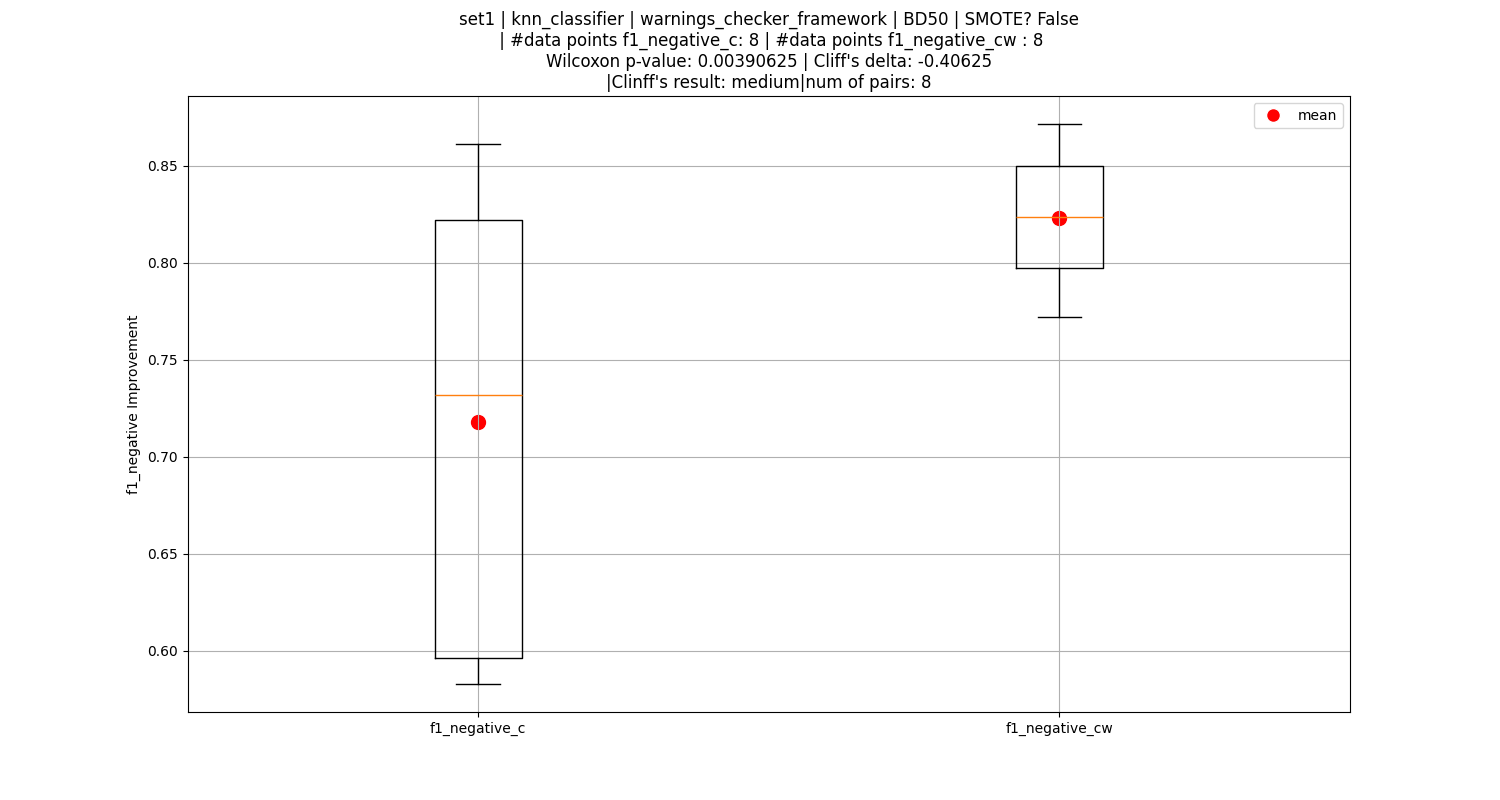 set1 | knn_classifier | warnings_checker_framework | BD50 | SMOTE? False
| #data points f1_negative_c: 8 | #data points f1_negative_cw : 8
Wilcoxon p-value: 0.00390625 | Cliff's delta: -0.40625
|Clinff's result: medium|num of pairs: 8
mean
0.85
0.80
0.75
0.70
0.65
0.60
f1_negative Improvement
f1_negative_c
f1_negative_cw